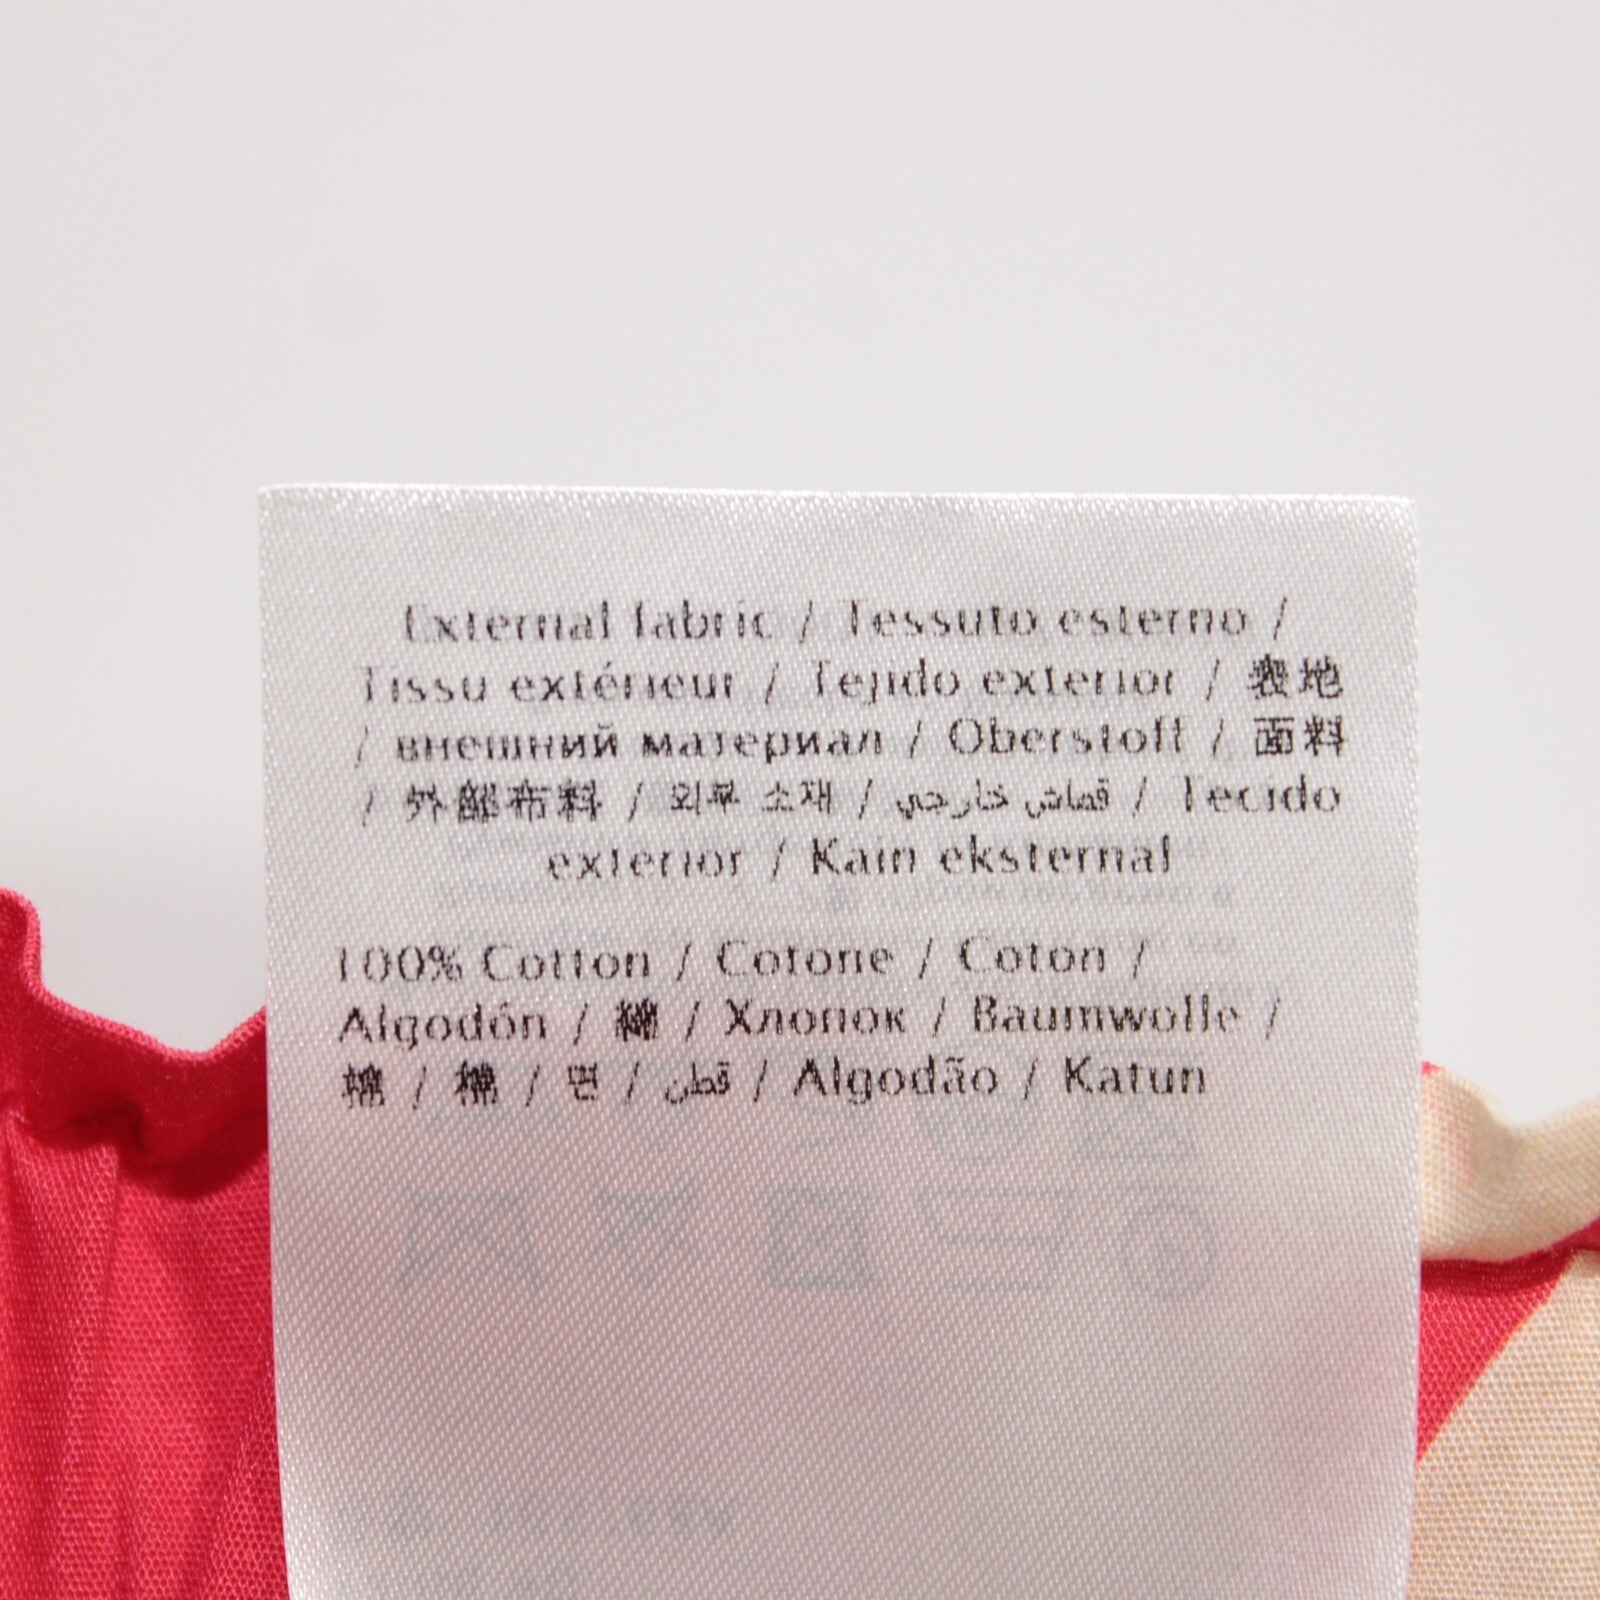 External fabric / Tessuto esterno /
Tissu extérieur / Tejido exterior / 表地
/ внешний материал / Oberstoff / 面料
/ 外部布料 / 외부 소재 / قماش خارجي / Tecido
exterior / Kain eksternal
100% Cotton / Cotone / Coton /
Algodón / 綿 / Хлопок / Baumwolle /
棉 / 棉 / 면 / قطن / Algodão / Katun